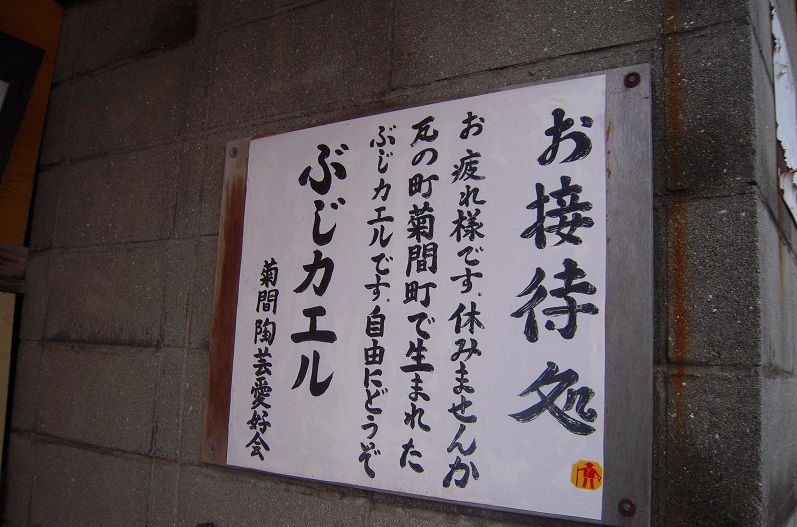 お接待処
お疲れ様です。休みませんか
瓦の町菊間町で生まれた
ぶじカエルです。自由にどうぞ
ぶじカエル
菊間陶芸愛好会